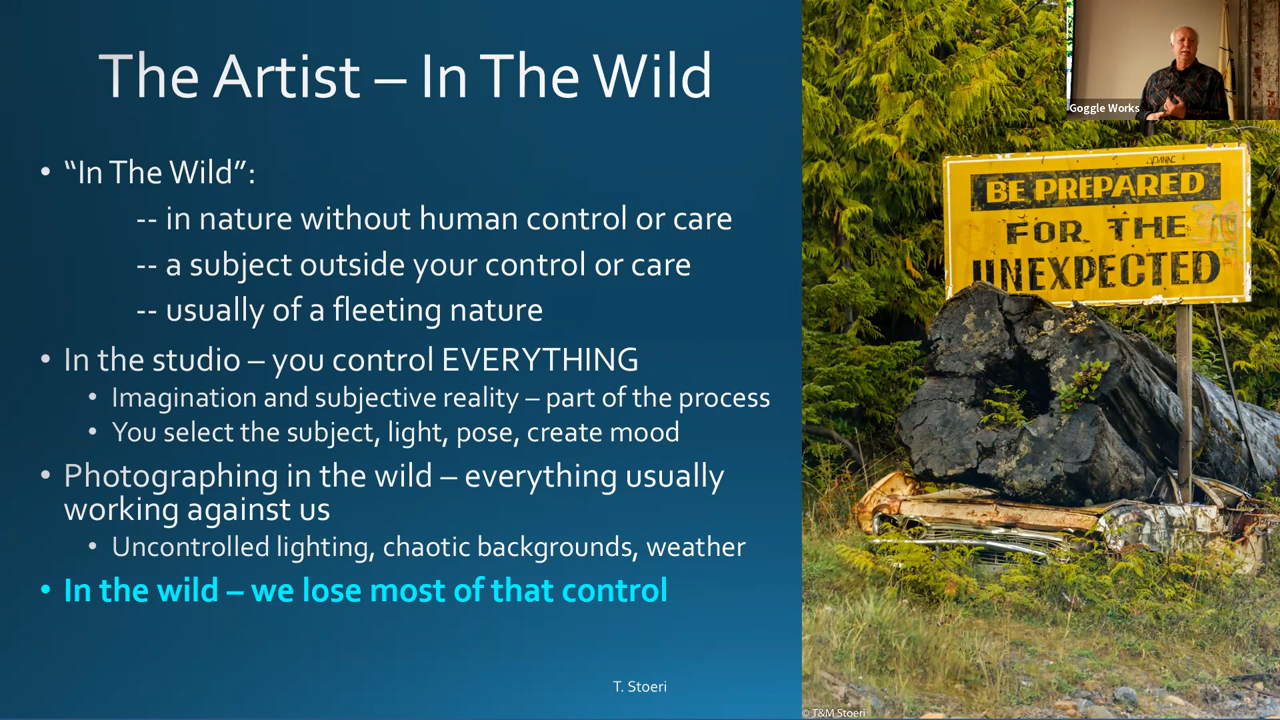 The Artist – In The Wild
• “In The Wild”:
-- in nature without human control or care
-- a subject outside your control or care
-- usually of a fleeting nature
• In the studio – you control EVERYTHING
• Imagination and subjective reality – part of the process
• You select the subject, light, pose, create mood
• Photographing in the wild – everything usually
working against us
• Uncontrolled lighting, chaotic backgrounds, weather
• In the wild – we lose most of that control
T. Stoeri
Goggle Works
BE PREPARED
FOR THE
UNEXPECTED
© T&M Stoeri